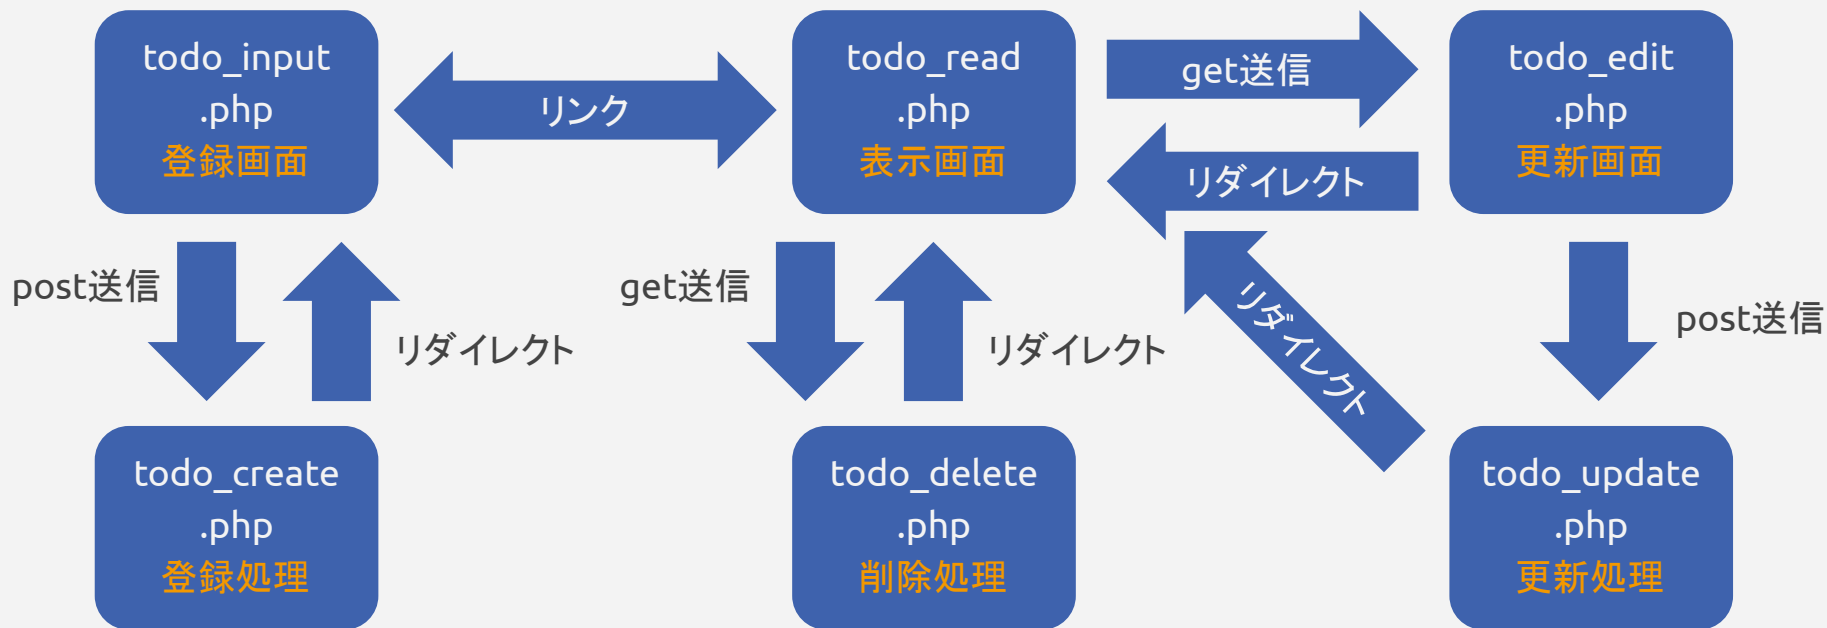 todo_input
.php
登録画面
リンク
todo_read
.php
表示画面
get送信
リダイレクト
todo_edit
.php
更新画面
post送信
リダイレクト
get送信
リダイレクト
リダイレクト
post送信
todo_create
.php
登録処理
todo_delete
.php
削除処理
todo_update
.php
更新処理